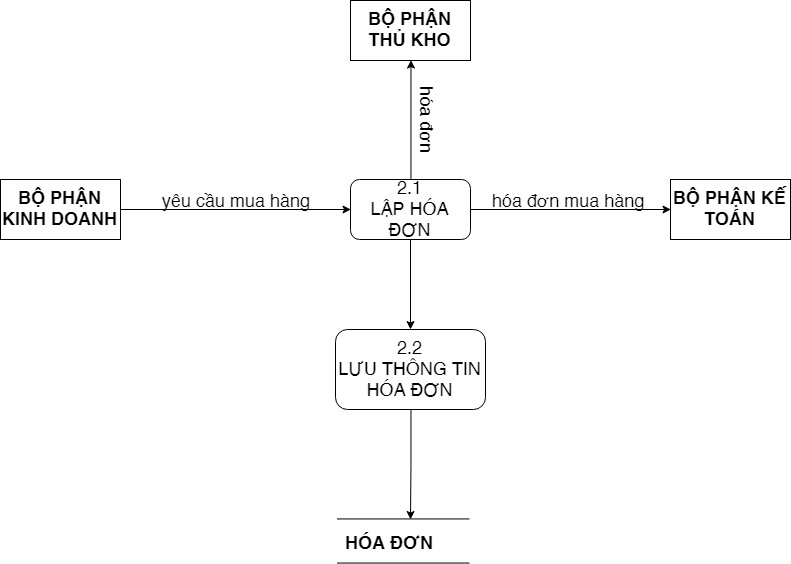 BỘ PHẬN
THỦ KHO
hóa đơn
BỘ PHẬN
KINH DOANH
yêu cầu mua hàng
2.1
LẬP HÓA
ĐƠN
hóa đơn mua hàng
BỘ PHẬN KẾ
TOÁN
2.2
LƯU THÔNG TIN
HÓA ĐƠN
HÓA ĐƠN